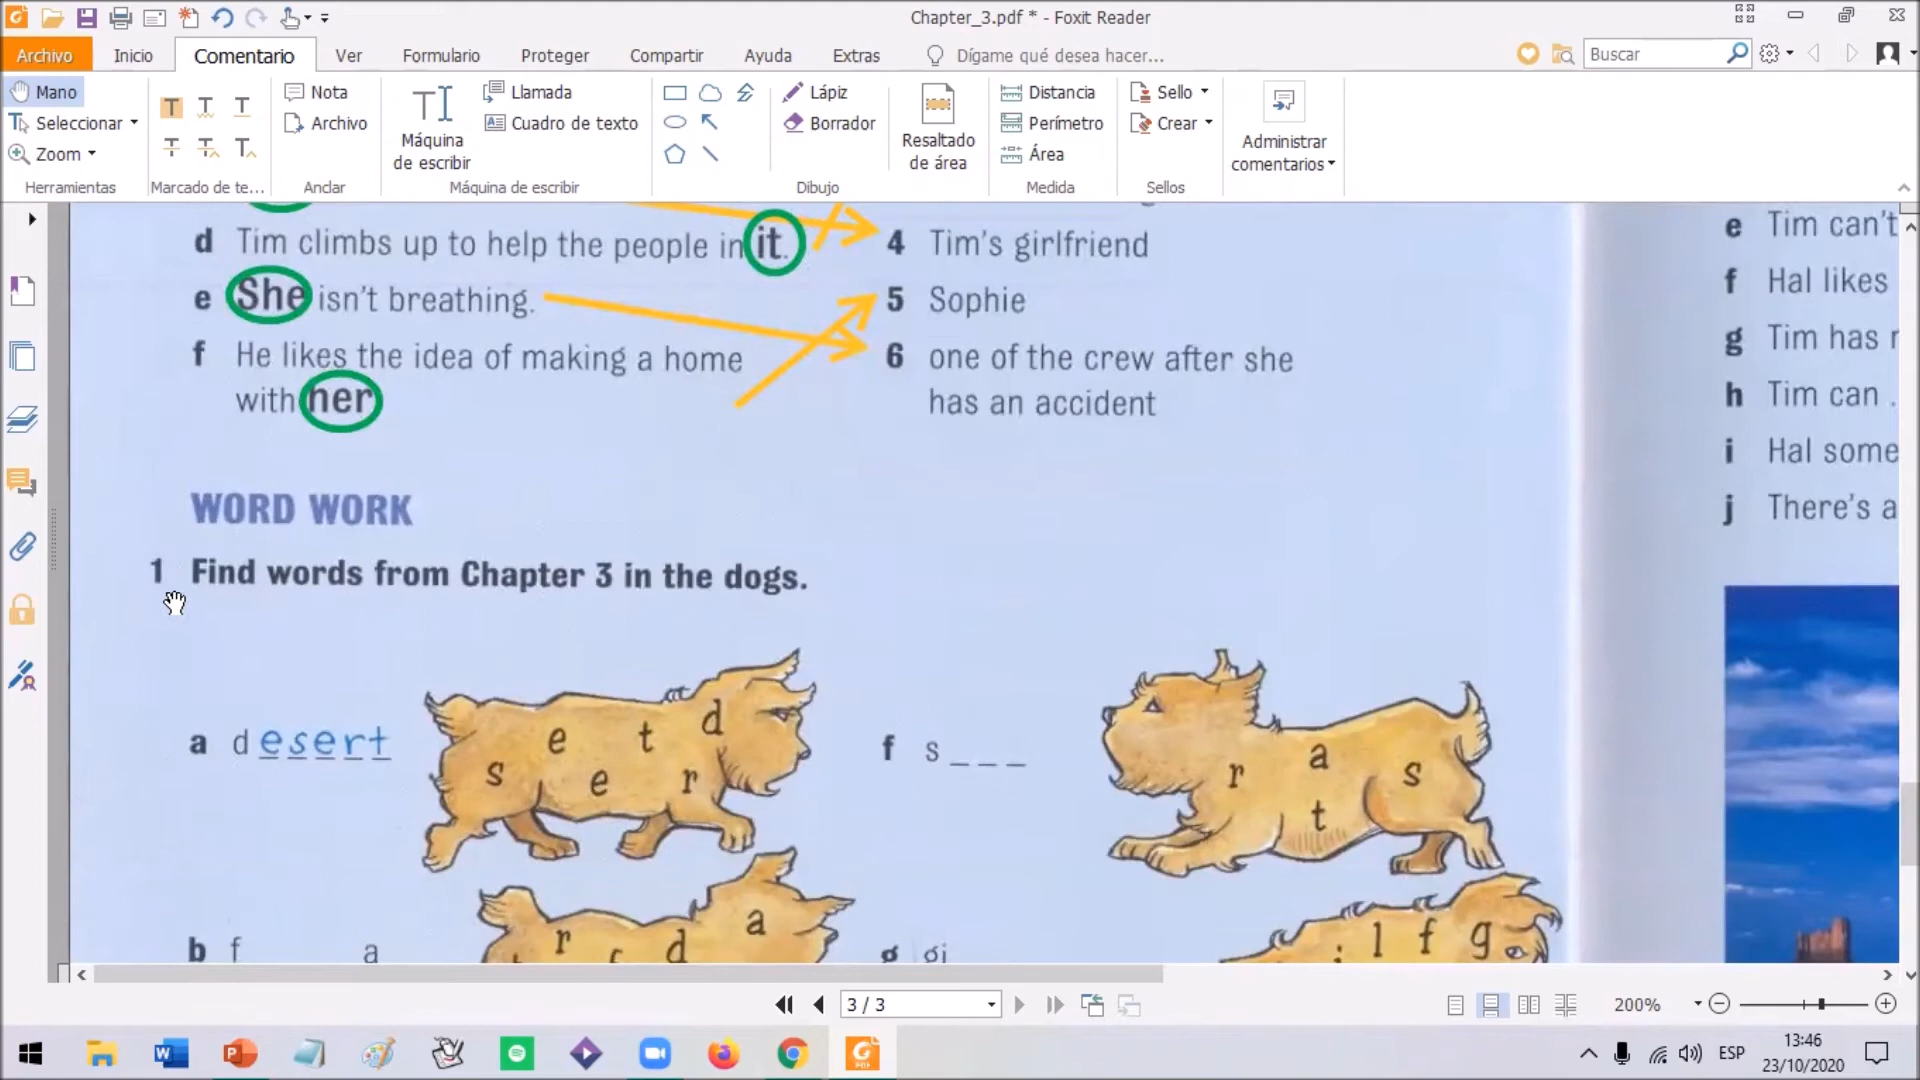 Chapter_3.pdf * - Foxit Reader
Archivo Inicio Comentario Ver Formulario Proteger Compartir Ayuda Extras Dígame qué desea hacer... Buscar
Mano
Seleccionar
Zoom
Herramientas
Marcado de te...
Nota
Archivo
Anclar
Máquina
de escribir
Llamada
Cuadro de texto
Máquina de escribir
Lápiz
Borrador
Dibujo
Resaltado
de área
Distancia
Perímetro
Área
Medida
Sello
Crear
Sellos
Administrar
comentarios
d Tim climbs up to help the people in it.
e She isn't breathing.
f He likes the idea of making a home
with her
4 Tim's girlfriend
5 Sophie
6 one of the crew after she
has an accident
e Tim can't
f Hal likes
g Tim has
h Tim can .
i Hal some
j There's a
WORD WORK
1 Find words from Chapter 3 in the dogs.
a d e s e r t
e t d
s e r
f s _ _ _
r a s
t
b f a
r d a
g gi
l f g
3 / 3
200%
ESP
13:46
23/10/2020